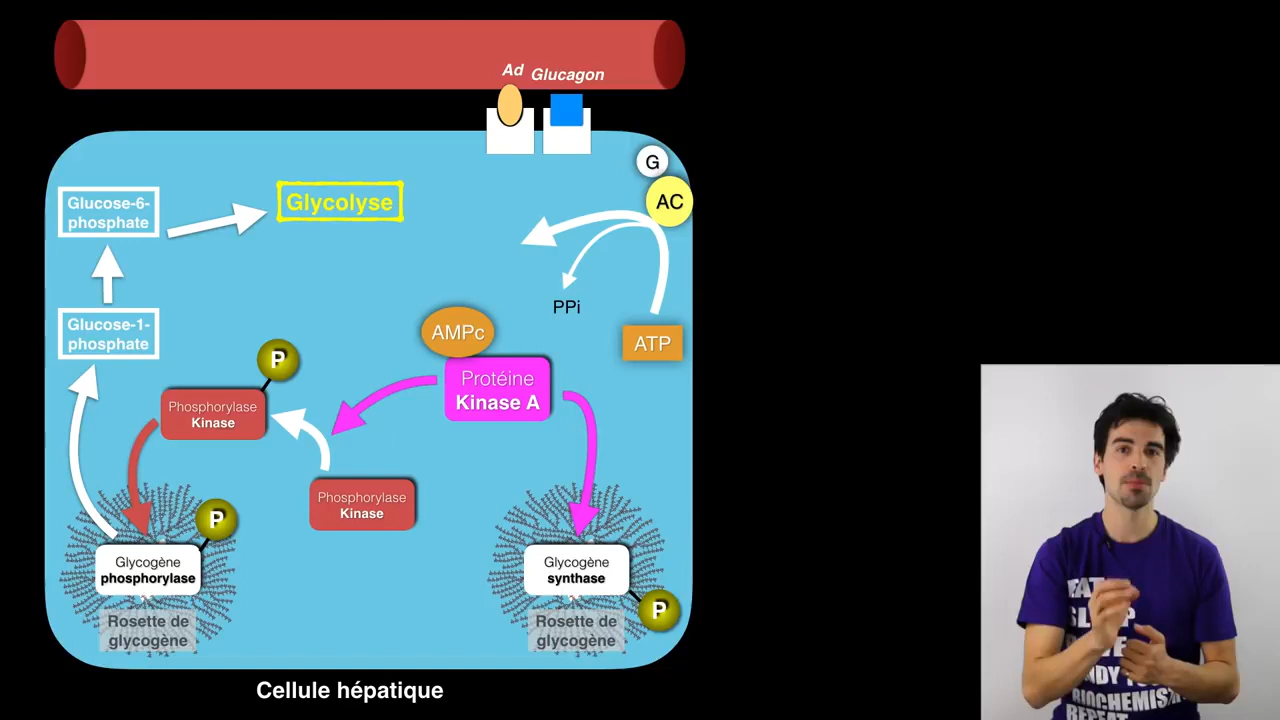 Ad Glucagon
G
AC
Glucose-6-
phosphate
Glycolyse
PPi
ATP
Glucose-1-
phosphate
AMPc
P
Protéine
Kinase A
Phosphorylase
Kinase
Phosphorylase
Kinase
P
Glycogène
phosphorylase
Glycogène
synthase
P
Rosette de
glycogène
Rosette de
glycogène
Cellule hépatique
REPEAT